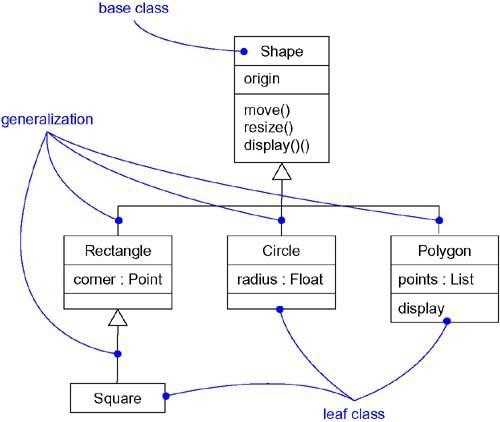 base class
Shape
origin
move()
resize()
display()()
generalization
Rectangle
corner : Point
Circle
radius : Float
Polygon
points : List
display
Square
leaf class